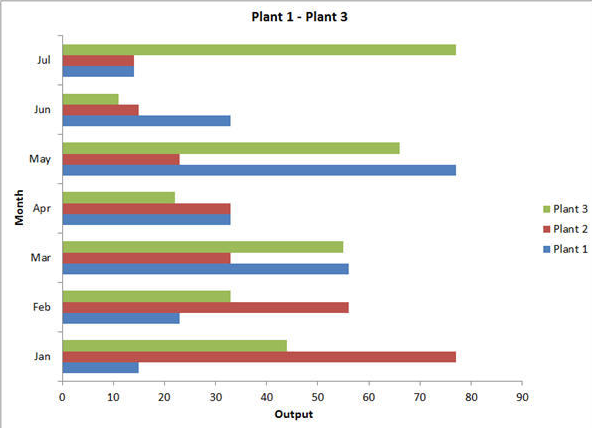 Plant 1 - Plant 3
Month
Jul
Jun
May
Apr
Mar
Feb
Jan
Plant 3
Plant 2
Plant 1
0 10 20 30 40 50 60 70 80 90
Output